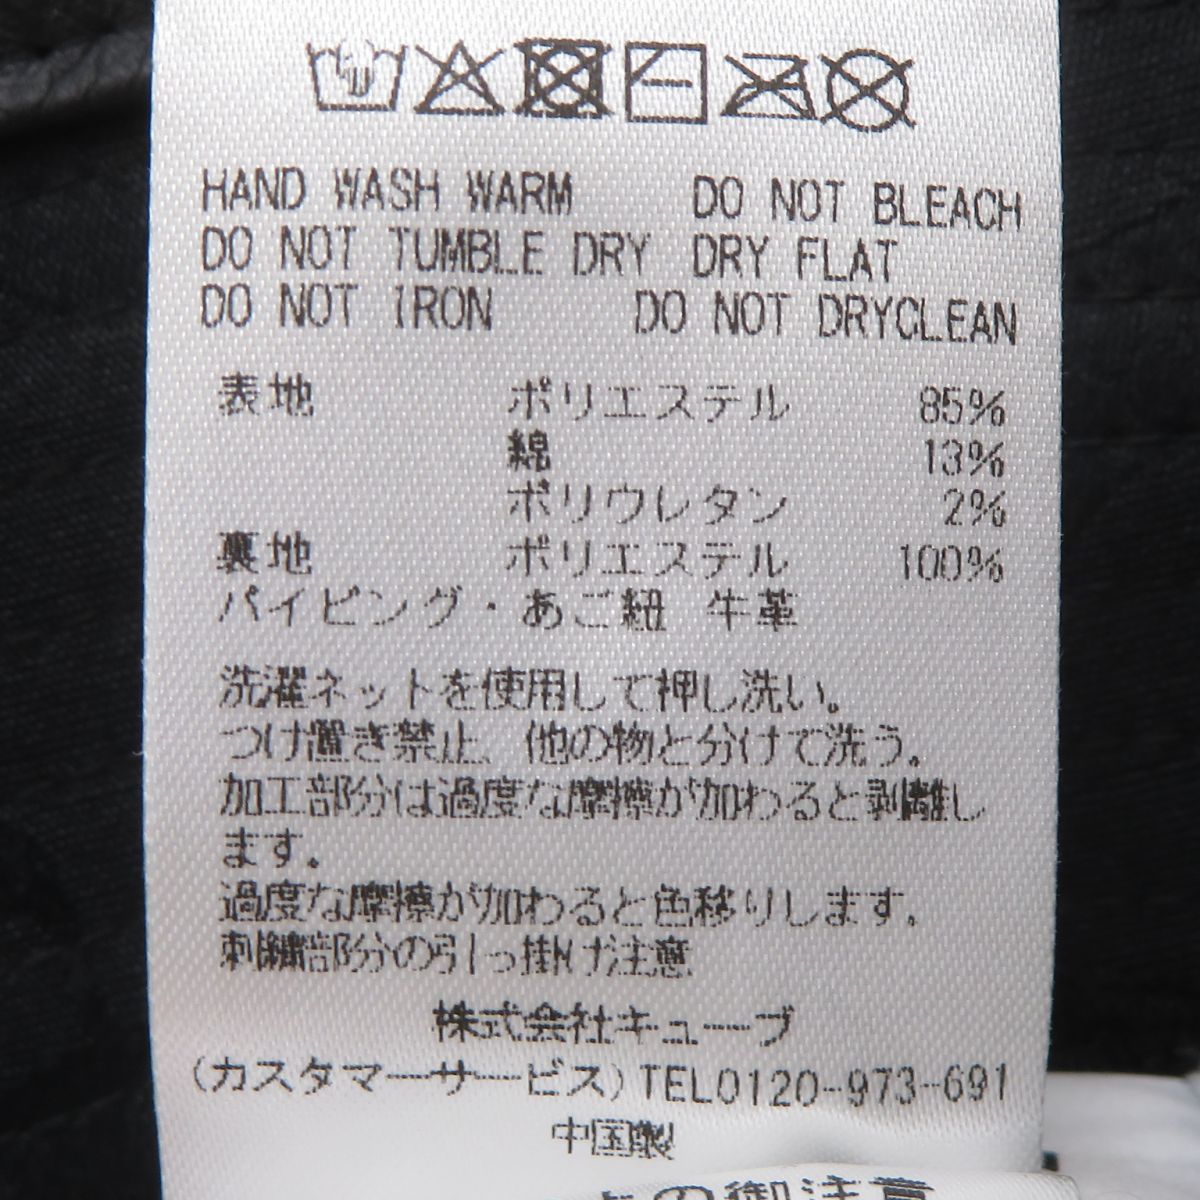 HAND WASH WARM DO NOT BLEACH
DO NOT TUMBLE DRY DRY FLAT
DO NOT IRON DO NOT DRYCLEAN
表地 ポリエステル 85%
綿 13%
ポリウレタン 2%
裏地 ポリエステル 100%
パイピング・あご紐 牛革
洗濯ネットを使用して押し洗い。
つけ置き禁止、他の物と分けて洗う。
加工部分は過度な摩擦が加わると剥離し
ます。
過度な摩擦が加わると色移りします。
刺繍部分の引っ掛け注意
株式会社キューブ
(カスタマーサービス)TEL0120-973-691
中国製
の御注意